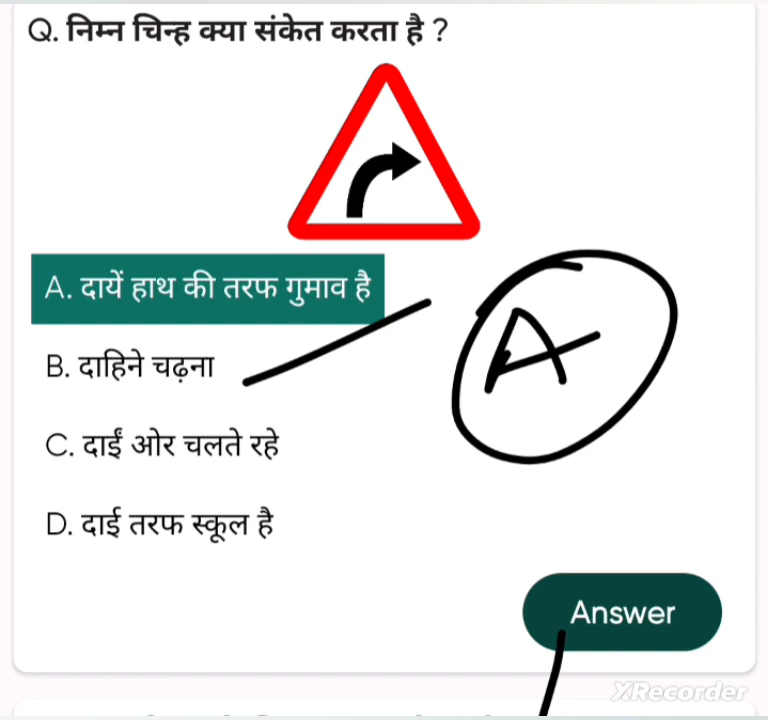 Q. निम्न चिन्ह क्या संकेत करता है ?
A. दायें हाथ की तरफ गुमाव है
A
B. दाहिने चढ़ना
C. दाईं ओर चलते रहे
D. दाई तरफ स्कूल है
Answer
XRecorder